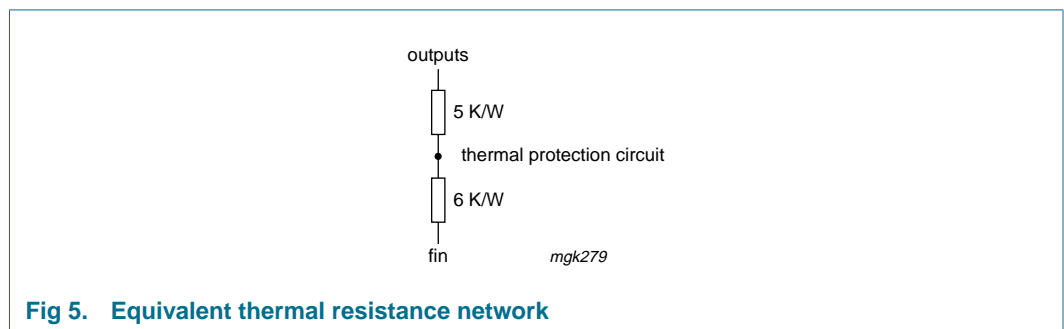 outputs
5 K/W
thermal protection circuit
6 K/W
fin
mgk279
Fig 5. Equivalent thermal resistance network